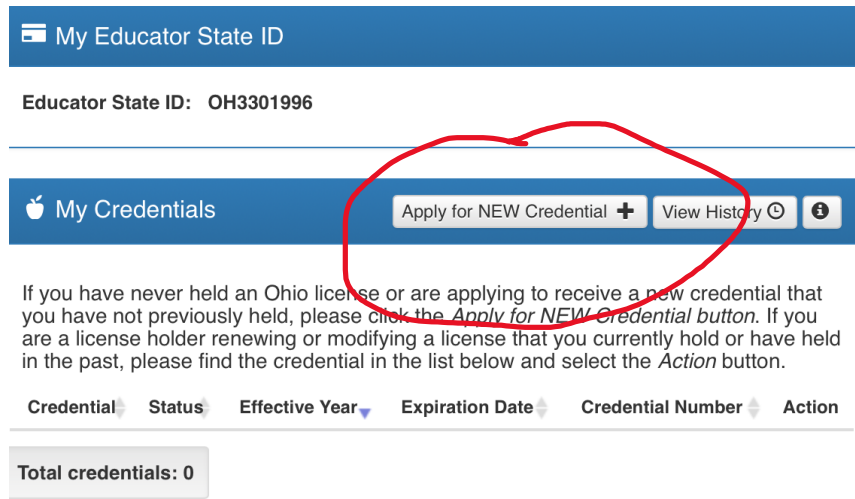 My Educator State ID
Educator State ID: OH3301996
My Credentials
Apply for NEW Credential
View History
If you have never held an Ohio license or are applying to receive a new credential that
you have not previously held, please click the Apply for NEW Credential button. If you
are a license holder renewing or modifying a license that you currently hold or have held
in the past, please find the credential in the list below and select the Action button.
Credential Status Effective Year Expiration Date Credential Number Action
Total credentials: 0